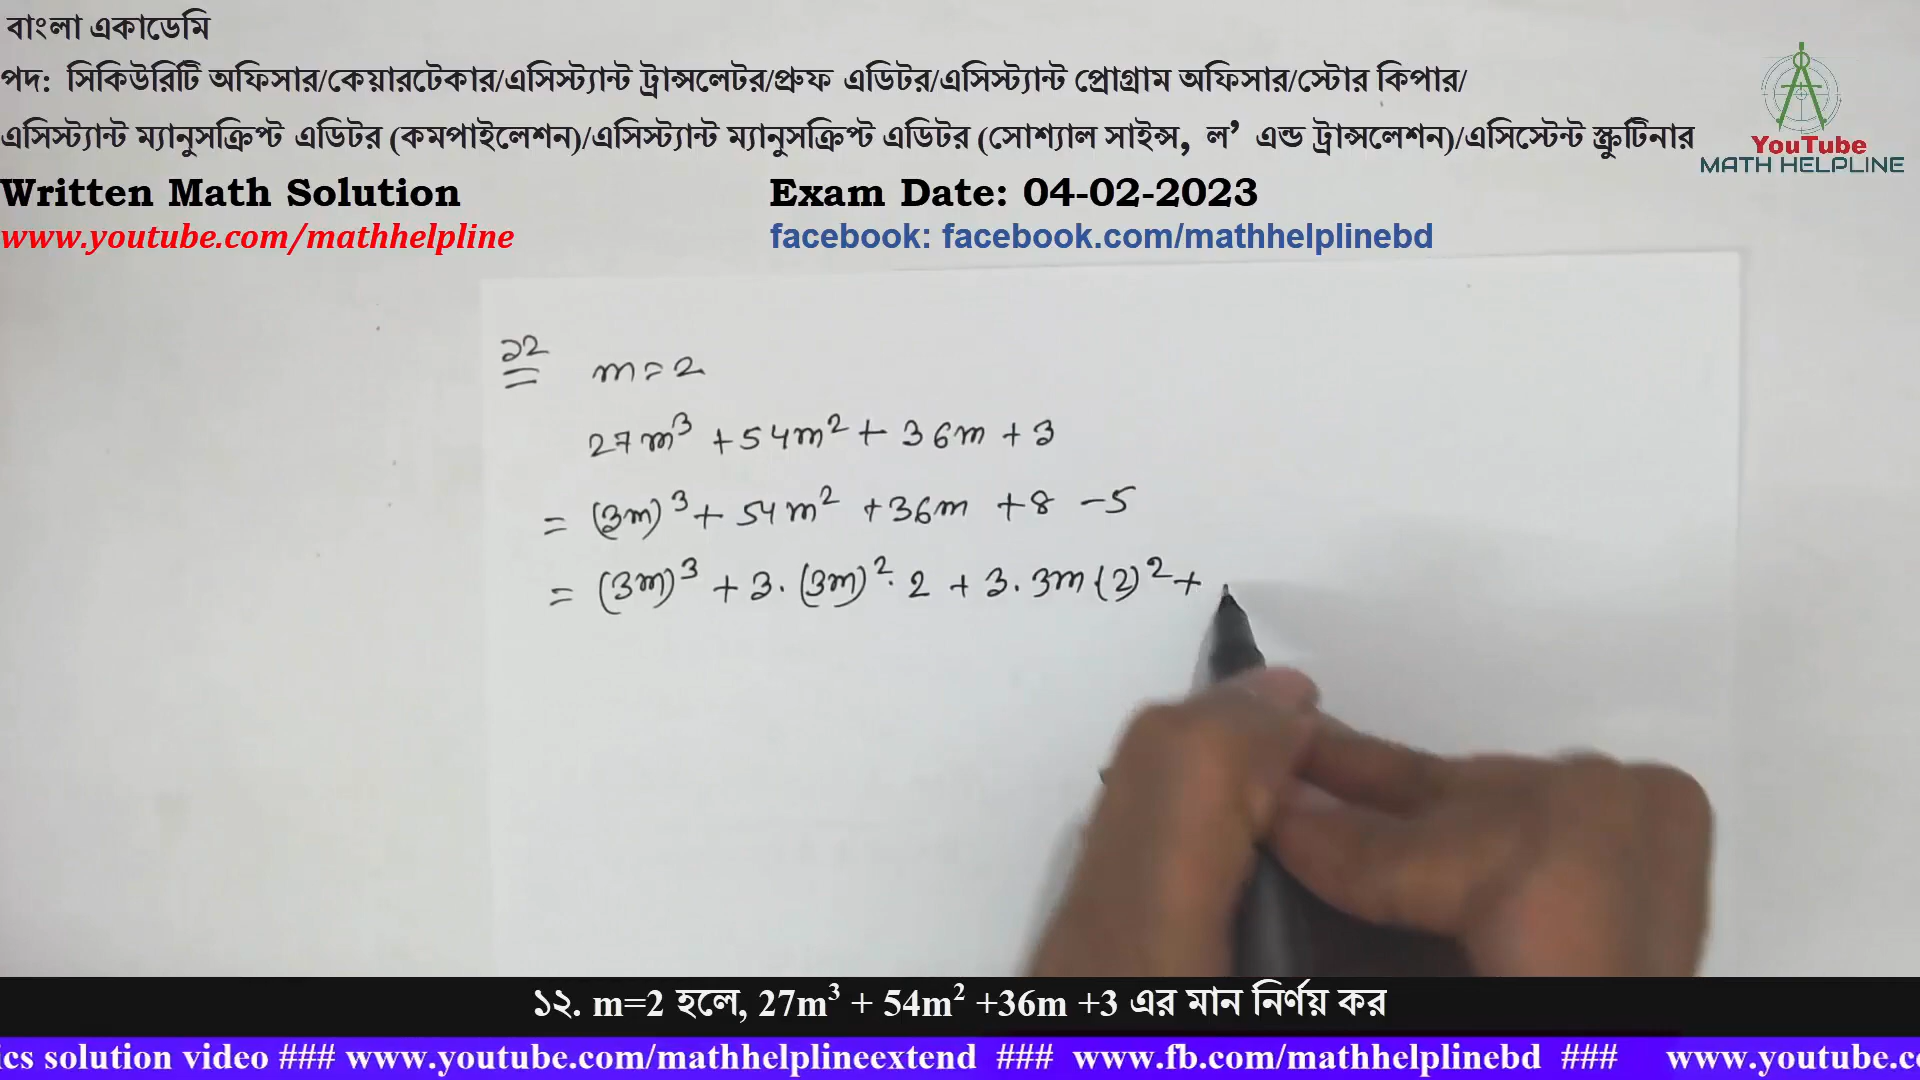 বাংলা একাডেমি
পদ: সিকিউরিটি অফিসার/কেয়ারটেকার/এসিস্ট্যান্ট ট্রান্সলেটর/প্রুফ এডিটর/এসিস্ট্যান্ট প্রোগ্রাম অফিসার/স্টোর কিপার/
এসিস্ট্যান্ট ম্যানুসক্রিপ্ট এডিটর (কমপাইলেশন)/এসিস্ট্যান্ট ম্যানুসক্রিপ্ট এডিটর (সোশ্যাল সাইন্স, ল’ এন্ড ট্রান্সলেশন)/এসিস্টেন্ট স্ক্রুটিনার
YouTube
MATH HELPLINE
Written Math Solution Exam Date: 04-02-2023
www.youtube.com/mathhelpline facebook: facebook.com/mathhelplinebd
১২ m = 2
27m³ + 54m² + 36m + 3
= (3m)³ + 54m² + 36m + 8 - 5
= (3m)³ + 3. (3m)². 2 + 3. 3m (2)² +
১২. m=2 হলে, 27m³ + 54m² +36m +3 এর মান নির্ণয় কর
ics solution video ### www.youtube.com/mathhelplineextend ### www.fb.com/mathhelplinebd ### www.youtube.co